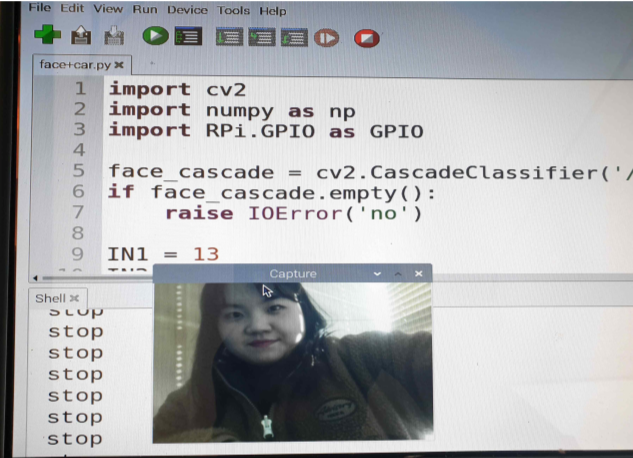 File Edit View Run Device Tools Help
face+car.py ×
1 import cv2
2 import numpy as np
3 import RPi.GPIO as GPIO
4
5 face_cascade = cv2.CascadeClassifier('/
6 if face_cascade.empty():
7 raise IOError('no')
8
9 IN1 = 13
Capture
Shell ×
stop
stop
stop
stop
stop
stop
stop